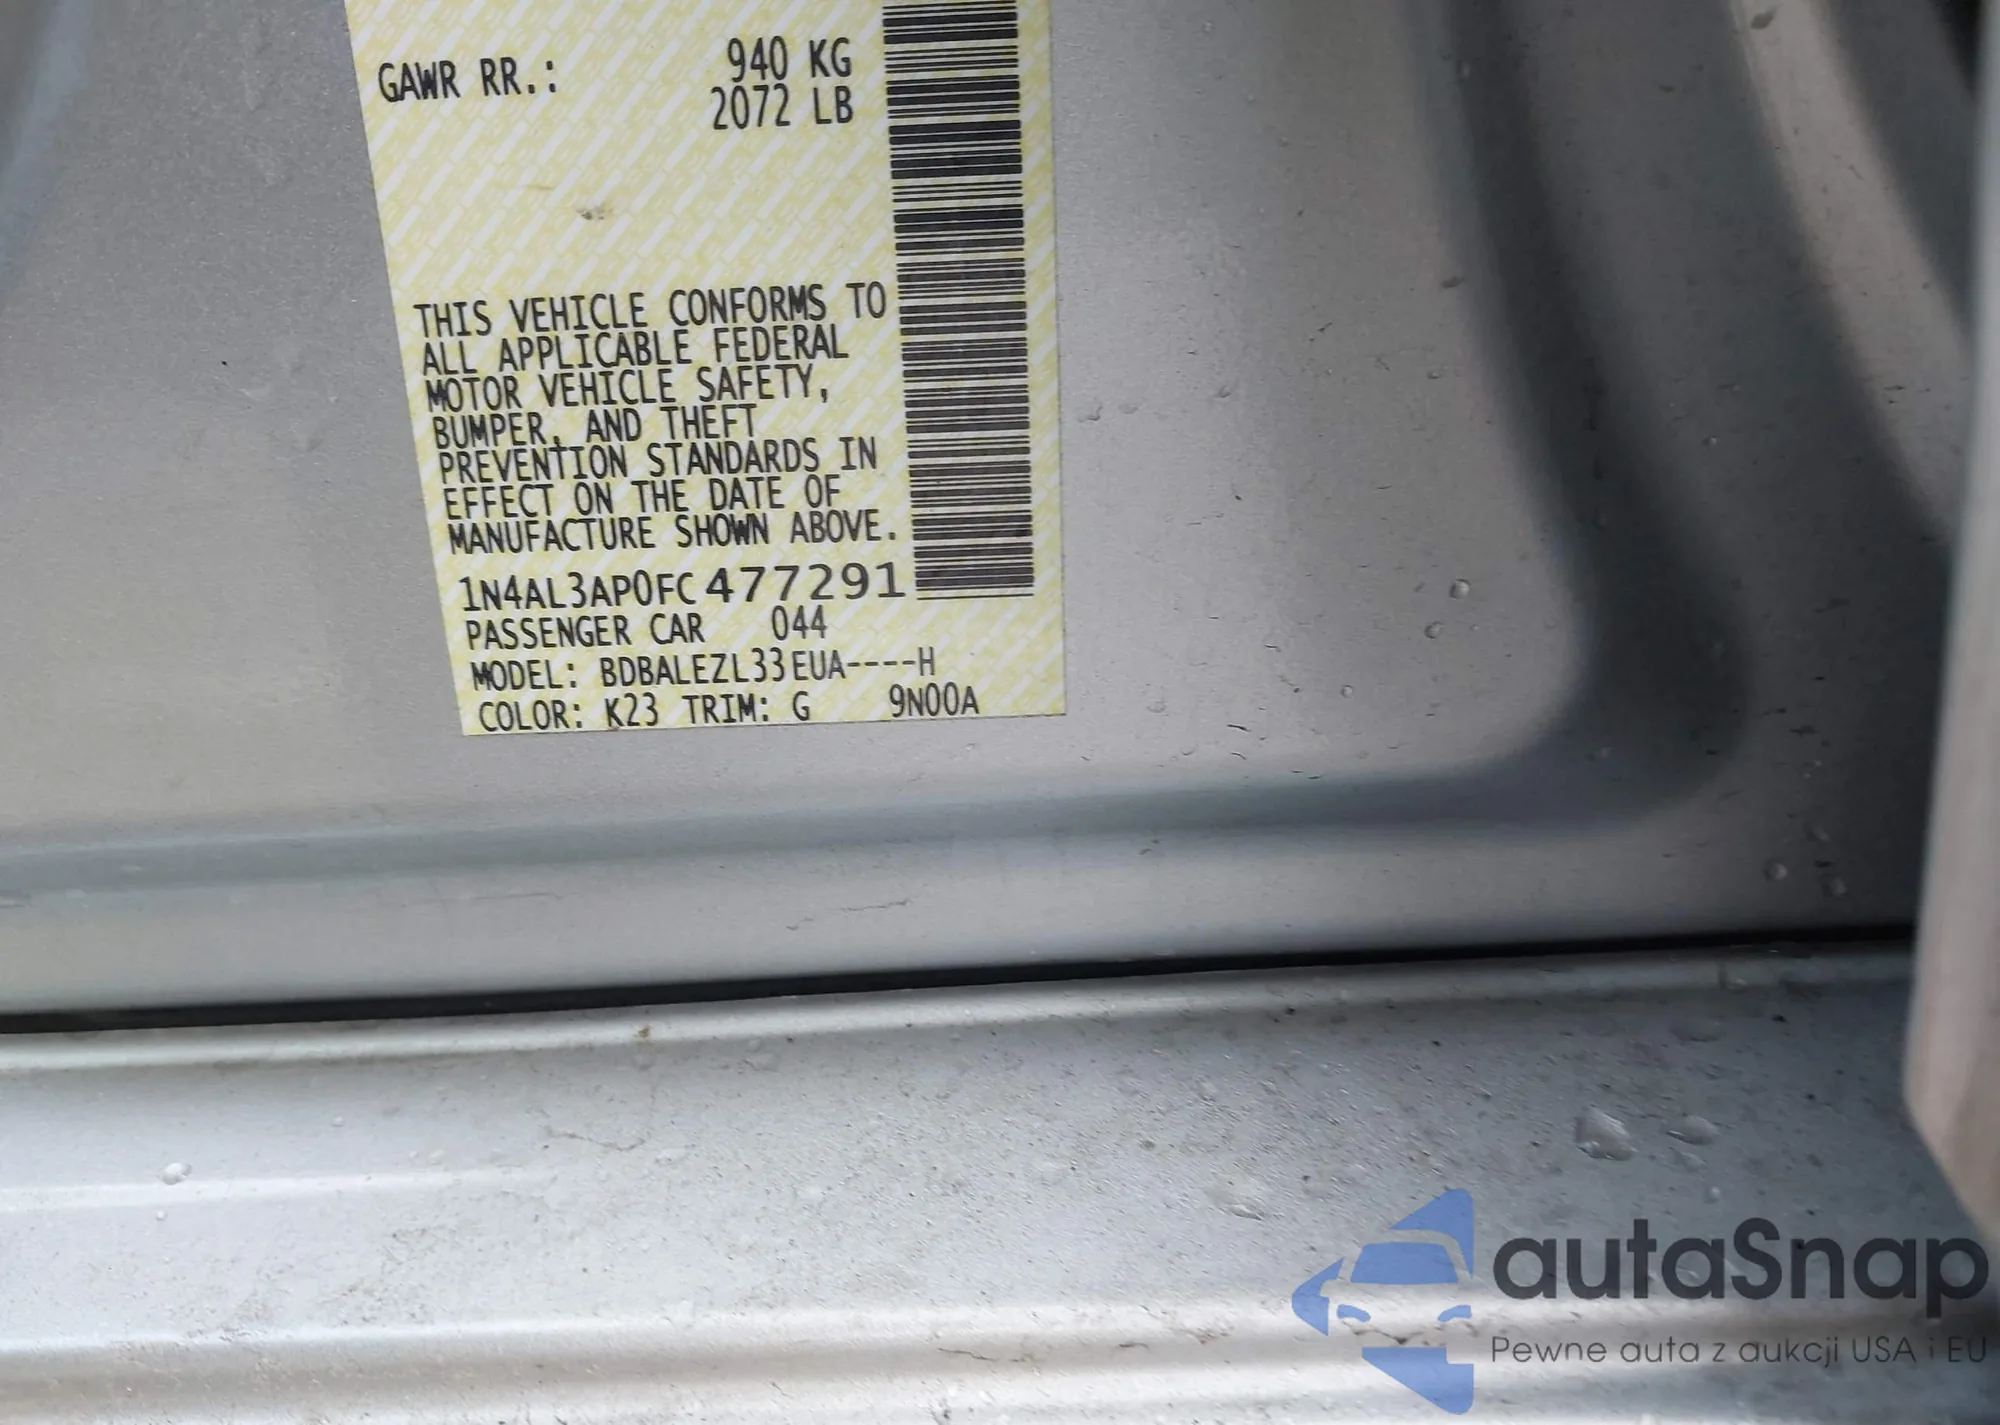 GAWR RR.: 940 KG
2072 LB
THIS VEHICLE CONFORMS TO
ALL APPLICABLE FEDERAL
MOTOR VEHICLE SAFETY,
BUMPER, AND THEFT
PREVENTION STANDARDS IN
EFFECT ON THE DATE OF
MANUFACTURE SHOWN ABOVE.
1N4AL3AP0FC477291
PASSENGER CAR 044
MODEL: BDBALEZL33EUA----H
COLOR: K23 TRIM: G 9N00A
autaSnap
Pewne auta z aukcji USA i EU